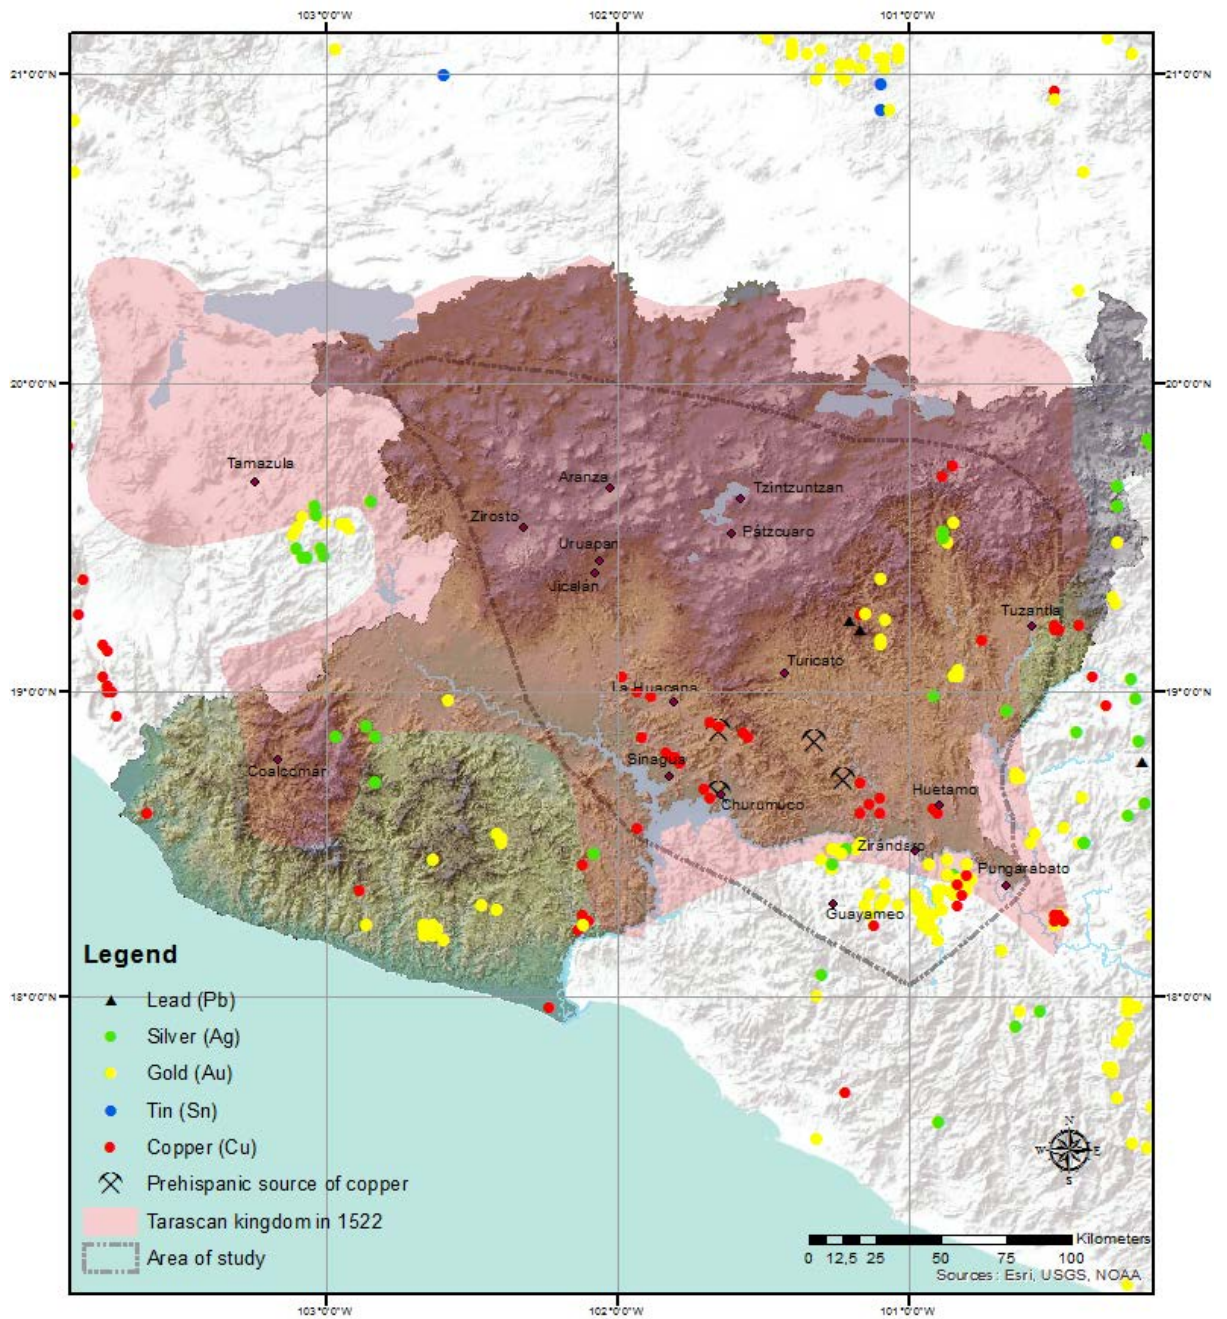 103°0'0"W 102°0'0"W 101°0'0"W
21°0'0"N 21°0'0"N
20°0'0"N 20°0'0"N
Tamazula
Aranza
Tzintzuntzan
Zirosto
Pátzcuaro
Uruapan
Jicalán
Tuzantla
Turicato
19°0'0"N 19°0'0"N
La Huacana
Sinagua
Coalcoman
Churumuco
Huetamo
Zirándaro
Pungarabato
Guayameo
Legend
18°0'0"N 18°0'0"N
Lead (Pb)
Silver (Ag)
Gold (Au)
Tin (Sn)
Copper (Cu)
Prehispanic source of copper
Tarascan kingdom in 1522
Area of study
N
W E
S
Kilometers
0 12,5 25 50 75 100
Sources: Esri, USGS, NOAA
103°0'0"W 102°0'0"W 101°0'0"W